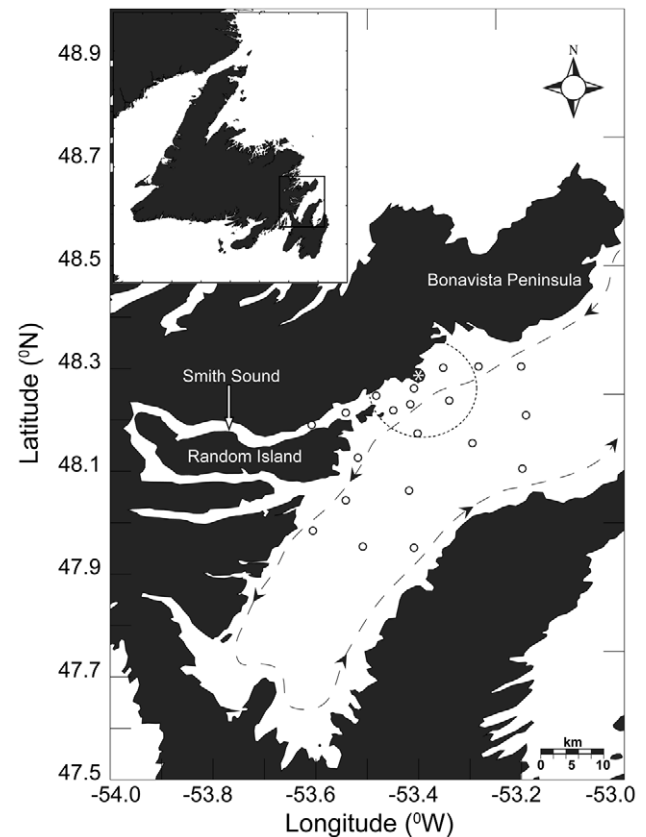 N
48.9
48.7
48.5
48.3
48.1
47.9
47.7
47.5
Latitude (⁰N)
Bonavista Peninsula
Smith Sound
*
Random Island
km
0 5 10
-54.0 -53.8 -53.6 -53.4 -53.2 -53.0
Longitude (⁰W)